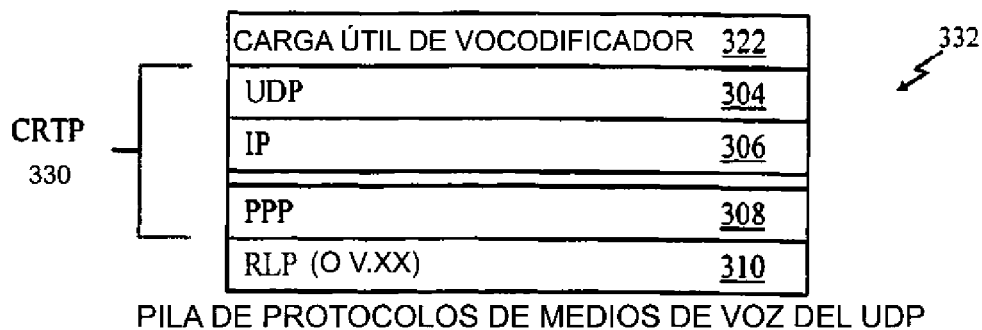 CARGA ÚTIL DE VOCODIFICADOR 322
332
UDP 304
CRTP
330
IP 306
PPP 308
RLP (O V.XX) 310
PILA DE PROTOCOLOS DE MEDIOS DE VOZ DEL UDP